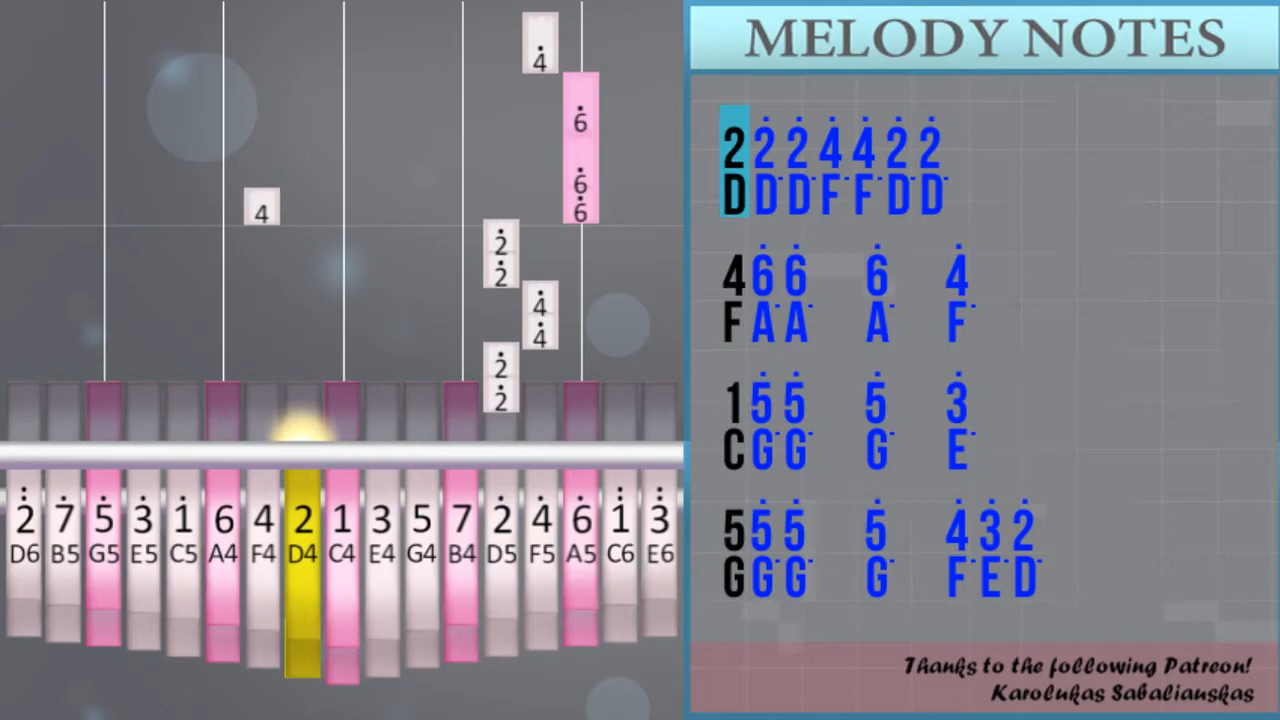 4̇
6̇
6̇
4 6̇
2̇
2̇
4̇
4̇
2̇
2̇
2̈ 7̇ 5̇ 3̇ 1̇ 6 4 2 1 3 5 7 2̇ 4̇ 6̇ 1̈ 3̈
D6 B5 G5 E5 C5 A4 F4 D4 C4 E4 G4 B4 D5 F5 A5 C6 E6
MELODY NOTES
2 2̇ 2̇ 4̇ 4̇ 2̇ 2̇
D D˙ D˙ F˙ F˙ D˙ D˙
4 6̇ 6̇ 6̇ 4̇
F A˙ A˙ A˙ F˙
1 5̇ 5̇ 5̇ 3̇
C G˙ G˙ G˙ E˙
5 5̇ 5̇ 5̇ 4̇ 3̇ 2̇
G G˙ G˙ G˙ F˙ E˙ D˙
Thanks to the following Patreon!
Karolukas Sabaliauskas